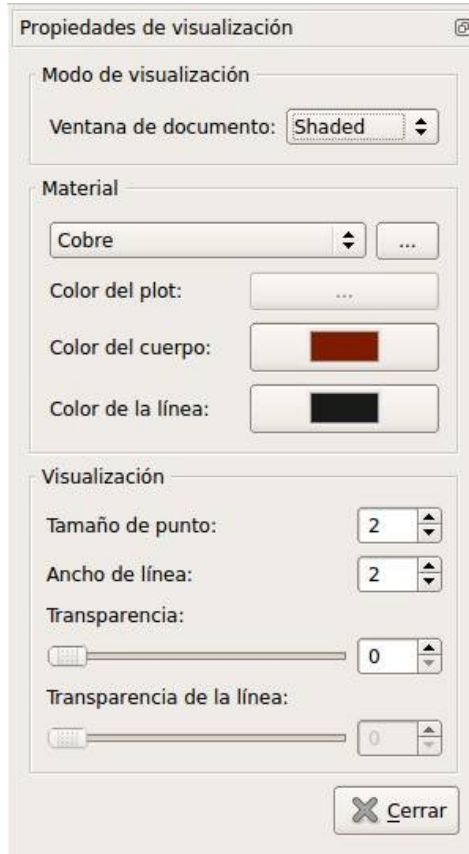 Propiedades de visualización
Modo de visualización
Ventana de documento: Shaded
Material
Cobre ...
Color del plot: ...
Color del cuerpo:
Color de la línea:
Visualización
Tamaño de punto: 2
Ancho de línea: 2
Transparencia:
0
Transparencia de la línea:
0
Cerrar